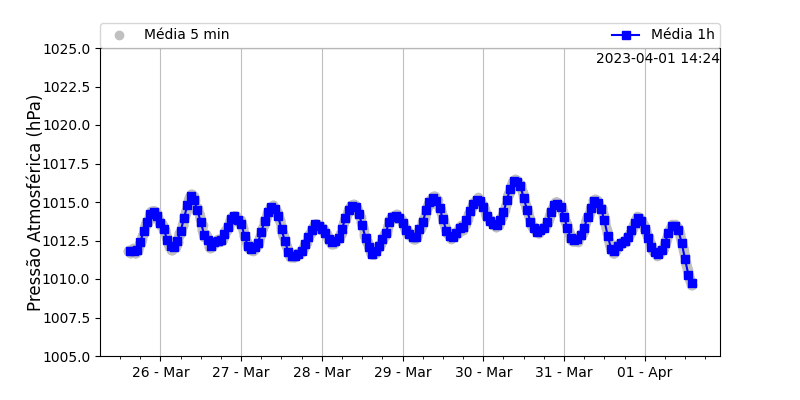 Média 5 min
Média 1h
2023-04-01 14:24
Pressão Atmosférica (hPa)
1025.0
1022.5
1020.0
1017.5
1015.0
1012.5
1010.0
1007.5
1005.0
26 - Mar
27 - Mar
28 - Mar
29 - Mar
30 - Mar
31 - Mar
01 - Apr